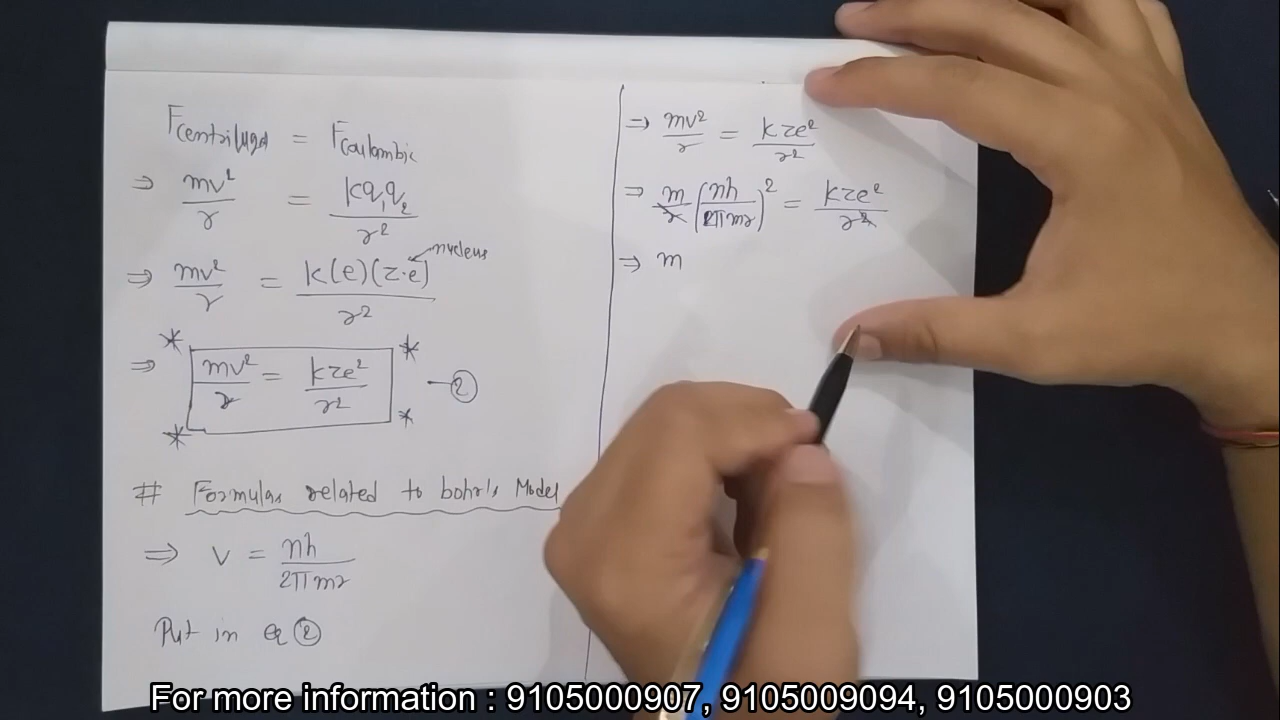 Fcentrifugal = Fcoulombic
⇒ mv²/r = kq₁q₂/r²
nucleus
⇒ mv²/r = k(e)(z·e)/r²
⇒ mv²/r = kze²/r² -②
# Formulas related to bohr's Model
⇒ v = nh/2πmr
Put in eq ②
⇒ mv²/r = kze²/r²
⇒ m/r (nh/2πmr)² = kze²/r²
⇒ m
For more information : 9105000907, 9105009094, 9105000903